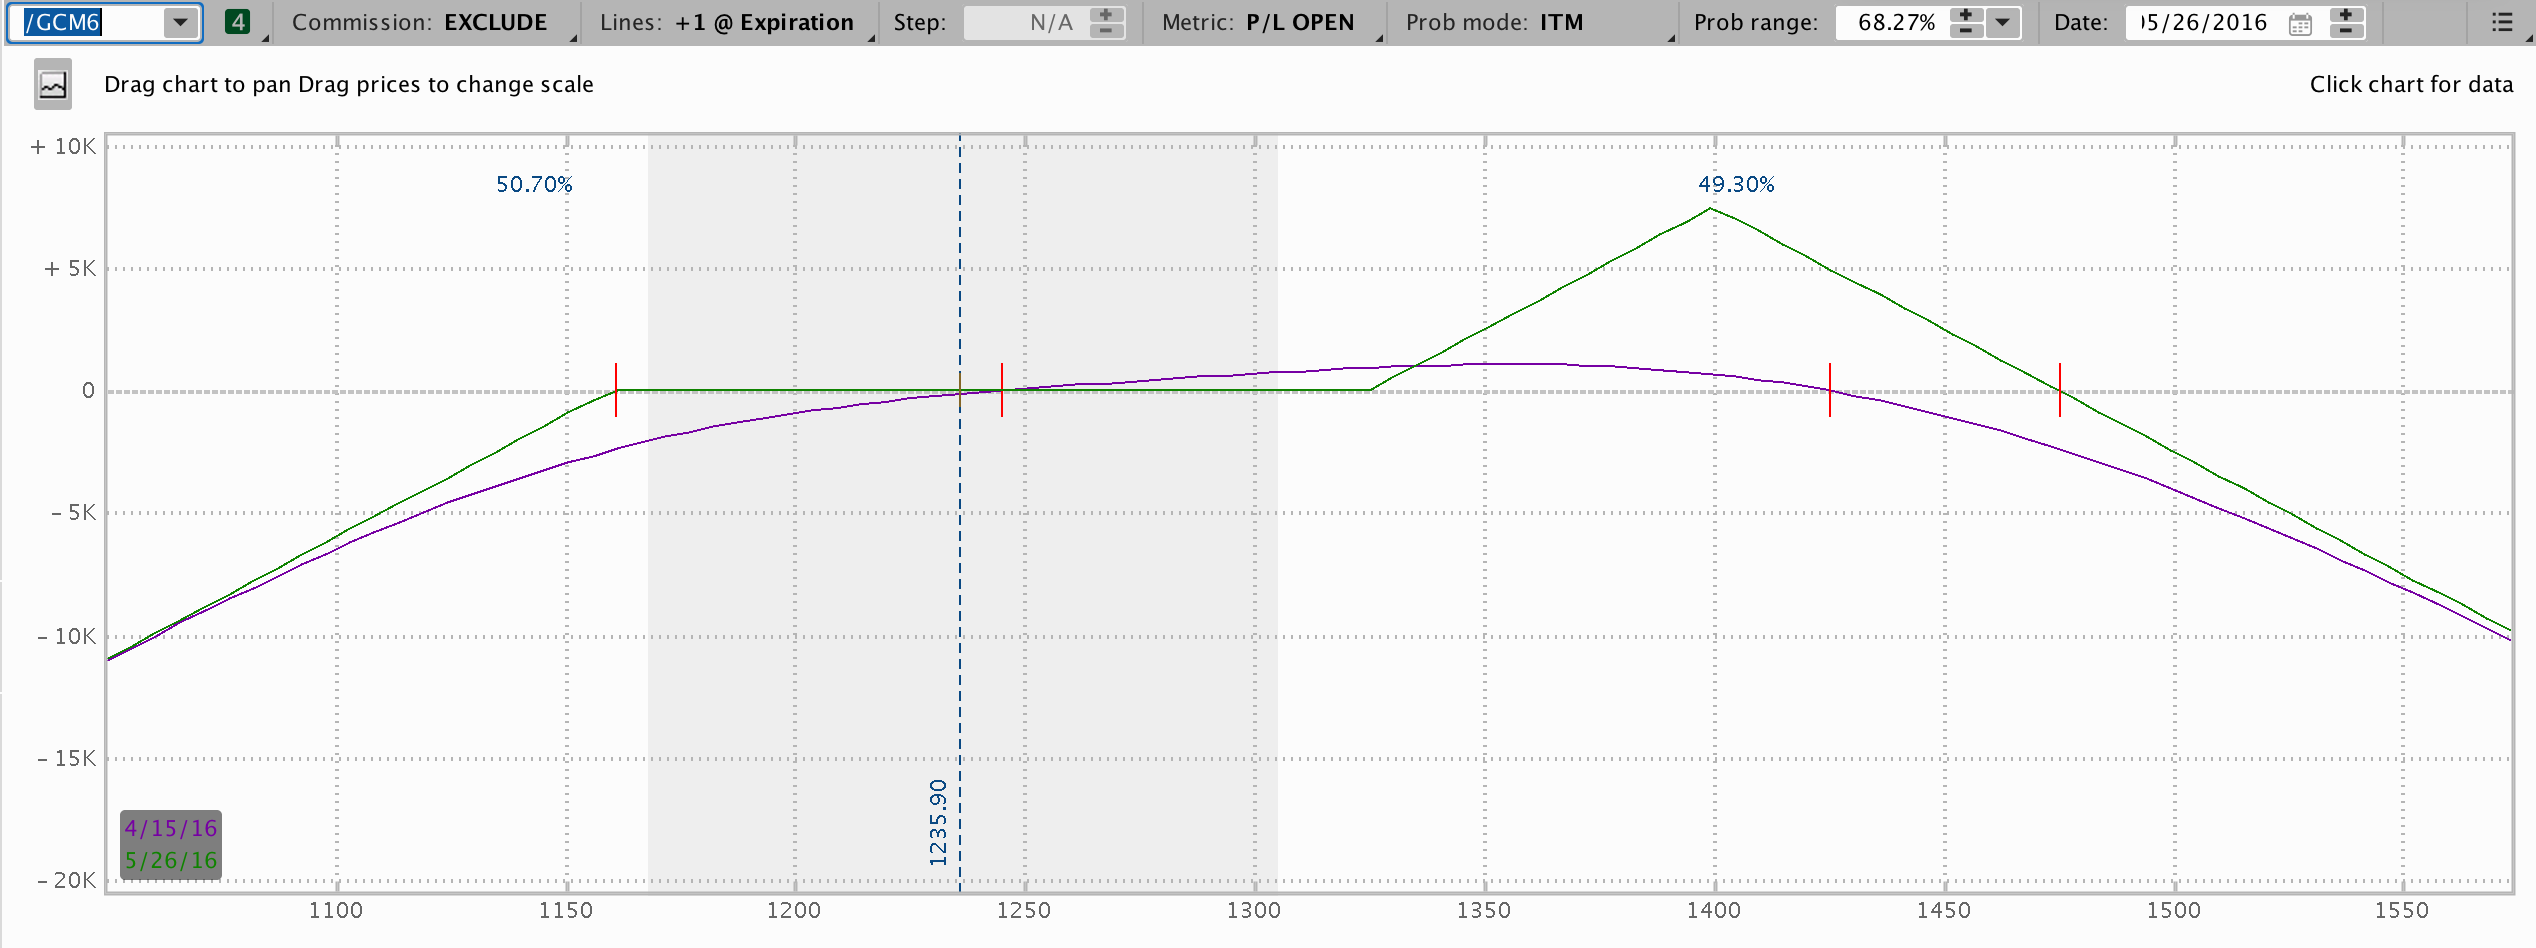 /GCM6 4 Commission: EXCLUDE Lines: +1 @ Expiration Step: N/A Metric: P/L OPEN Prob mode: ITM Prob range: 68.27% Date: 05/26/2016
Drag chart to pan Drag prices to change scale Click chart for data
+ 10K
50.70% 49.30%
+ 5K
0
- 5K
- 10K
- 15K
1235.90
4/15/16
5/26/16
- 20K
1100 1150 1200 1250 1300 1350 1400 1450 1500 1550